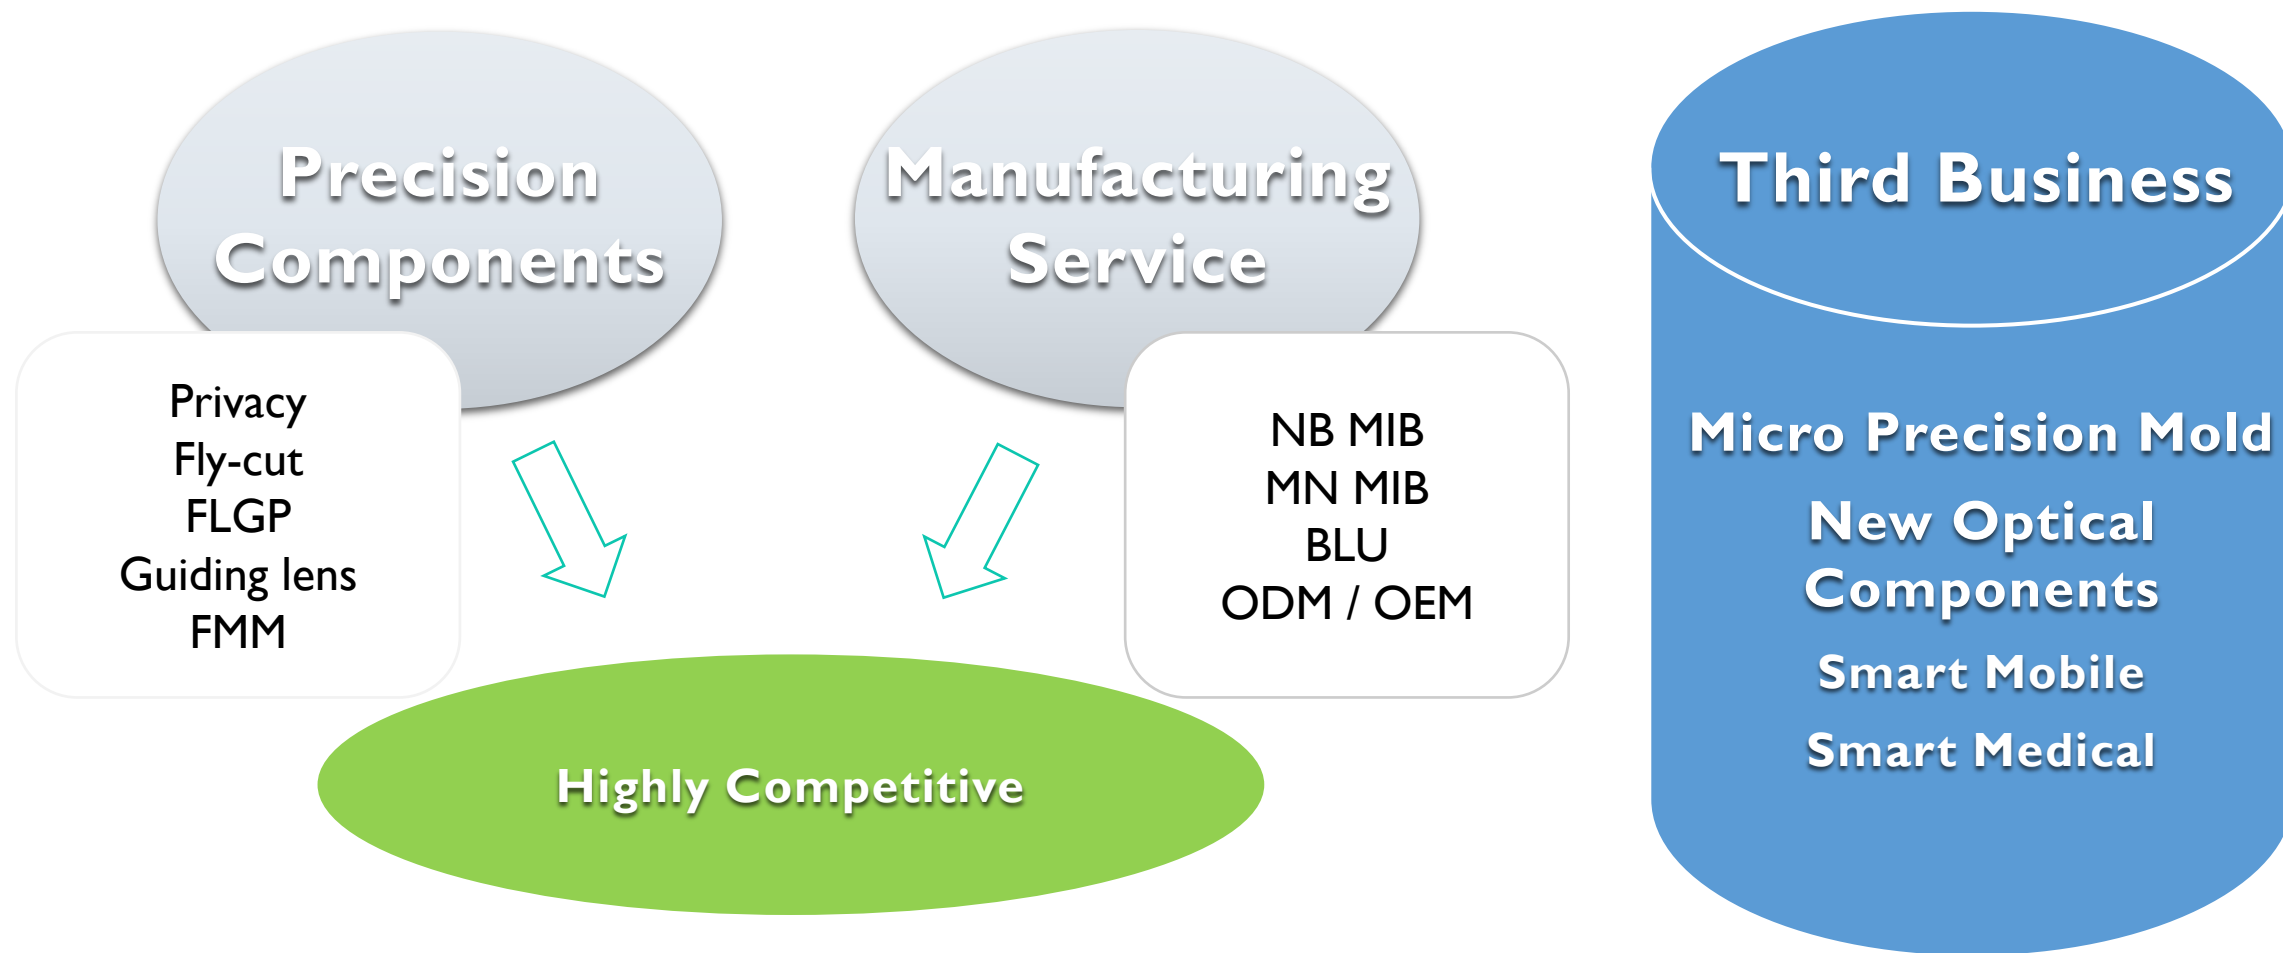 Precision
Components
Privacy
Fly-cut
FLGP
Guiding lens
FMM
Manufacturing
Service
NB MIB
MN MIB
BLU
ODM / OEM
Highly Competitive
Third Business
Micro Precision Mold
New Optical
Components
Smart Mobile
Smart Medical